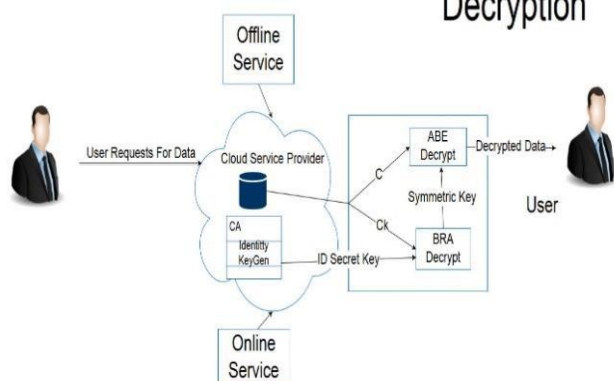 Decryption
Offline
Service
User Requests For Data
Cloud Service Provider
CA
Identtity
KeyGen
ID Secret Key
C
Ck
ABE
Decrypt
Decrypted Data
Symmetric Key
BRA
Decrypt
User
Online
Service